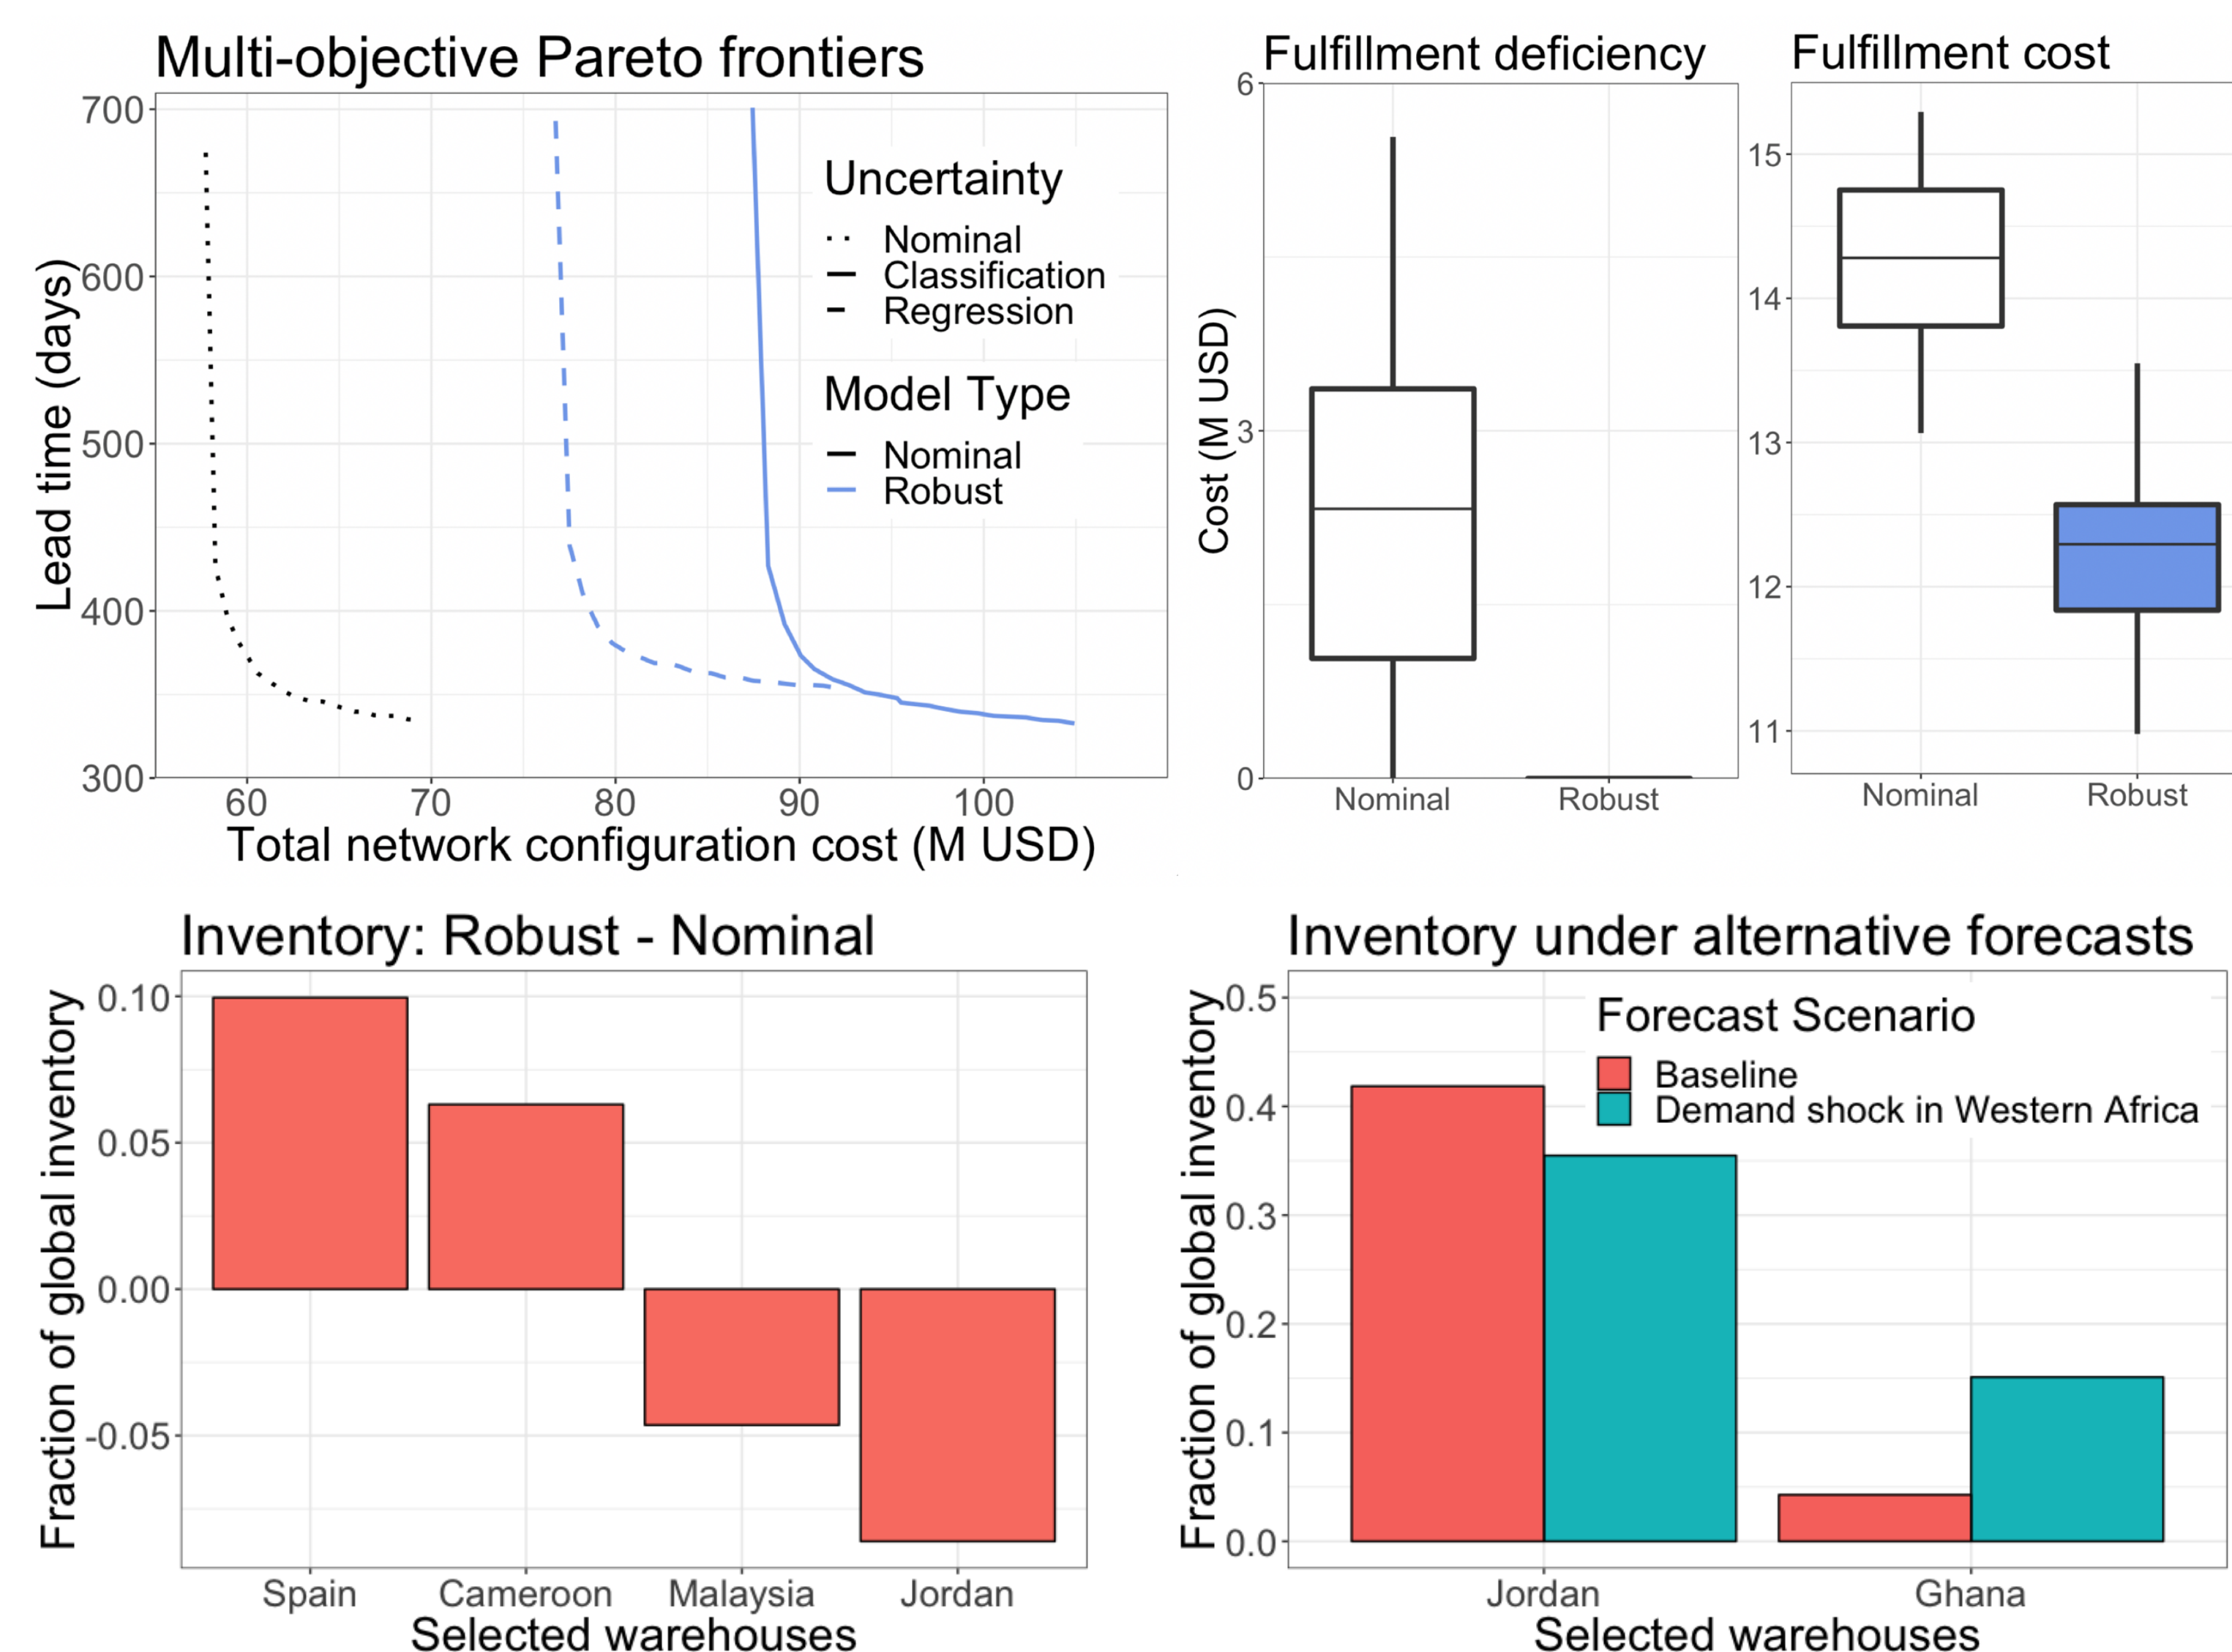 Multi-objective Pareto frontiers
Lead time (days)
700
600
500
400
300
60 70 80 90 100
Total network configuration cost (M USD)
Uncertainty
Nominal
Classification
Regression
Model Type
Nominal
Robust
Fulfillment deficiency
Cost (M USD)
6
3
0
Nominal Robust
Fulfillment cost
15
14
13
12
11
Nominal Robust
Inventory: Robust - Nominal
Fraction of global inventory
0.10
0.05
0.00
-0.05
Spain Cameroon Malaysia Jordan
Selected warehouses
Inventory under alternative forecasts
Fraction of global inventory
0.5
0.4
0.3
0.2
0.1
0.0
Forecast Scenario
Baseline
Demand shock in Western Africa
Jordan Ghana
Selected warehouses